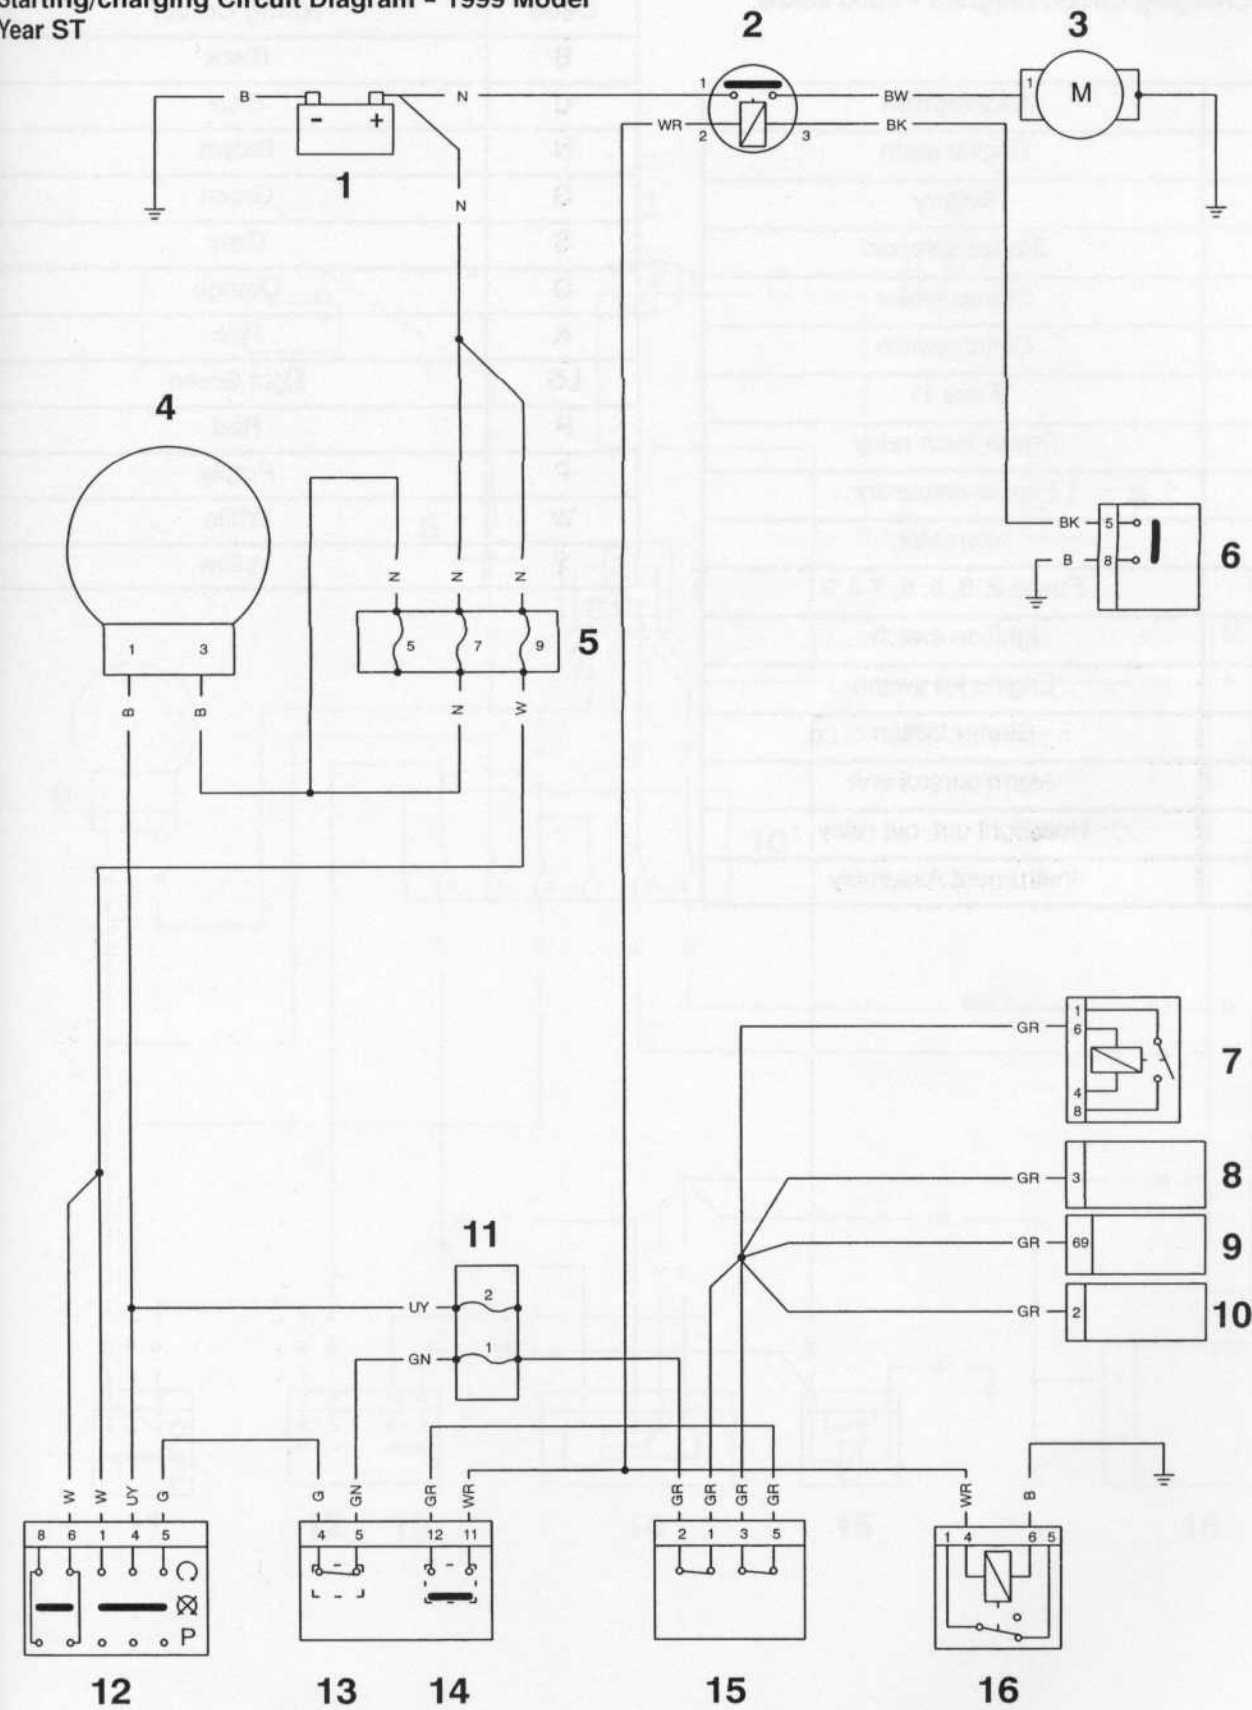 Starting/charging Circuit Diagram – 1999 Model
Year ST
2
3
B
N
1
1
M
BW
- +
WR
2
3
BK
1
N
4
BK
5
6
N
N
N
B
8
5
7
9
5
1
3
B
B
N
W
GR
1
6
7
4
8
GR
3
8
11
GR
69
9
UY
2
GR
2
10
GN
1
W
W
UY
G
G
GN
GR
WR
GR
GR
GR
GR
WR
B
8 6 1 4 5
4 5
12 11
2 1 3 5
1 4 6 5
P
12
13
14
15
16